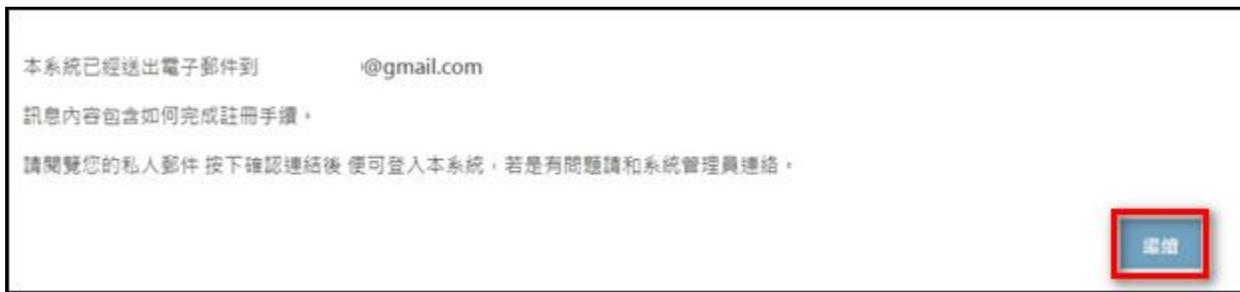 本系統已經送出電子郵件到 @gmail.com
訊息內容包含如何完成註冊手續。
請閱覽您的私人郵件 按下確認連結後 便可登入本系統，若是有問題請和系統管理員連絡。
繼續